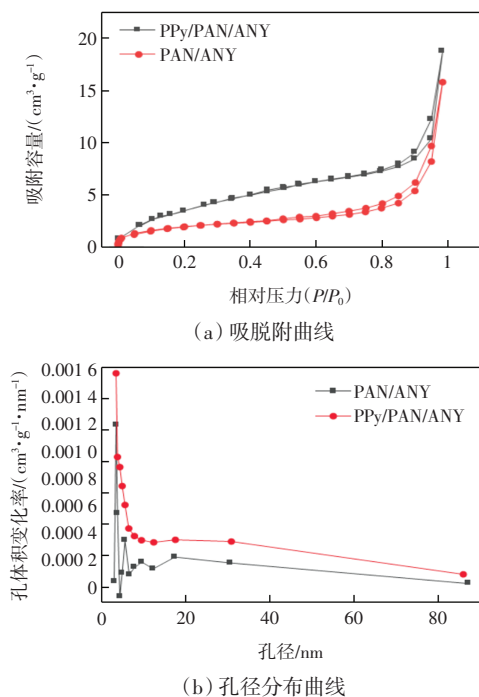 PPy/PAN/ANY
PAN/ANY
20
15
10
5
0
吸附容量/(cm³·g⁻¹)
0 0.2 0.4 0.6 0.8 1
相对压力(P/P₀)
(a) 吸脱附曲线
0.001 6
0.001 4
0.001 2
0.001 0
0.000 8
0.000 6
0.000 4
0.000 2
0
孔体积变化率/(cm³·g⁻¹·nm⁻¹)
PAN/ANY
PPy/PAN/ANY
0 20 40 60 80
孔径/nm
(b) 孔径分布曲线